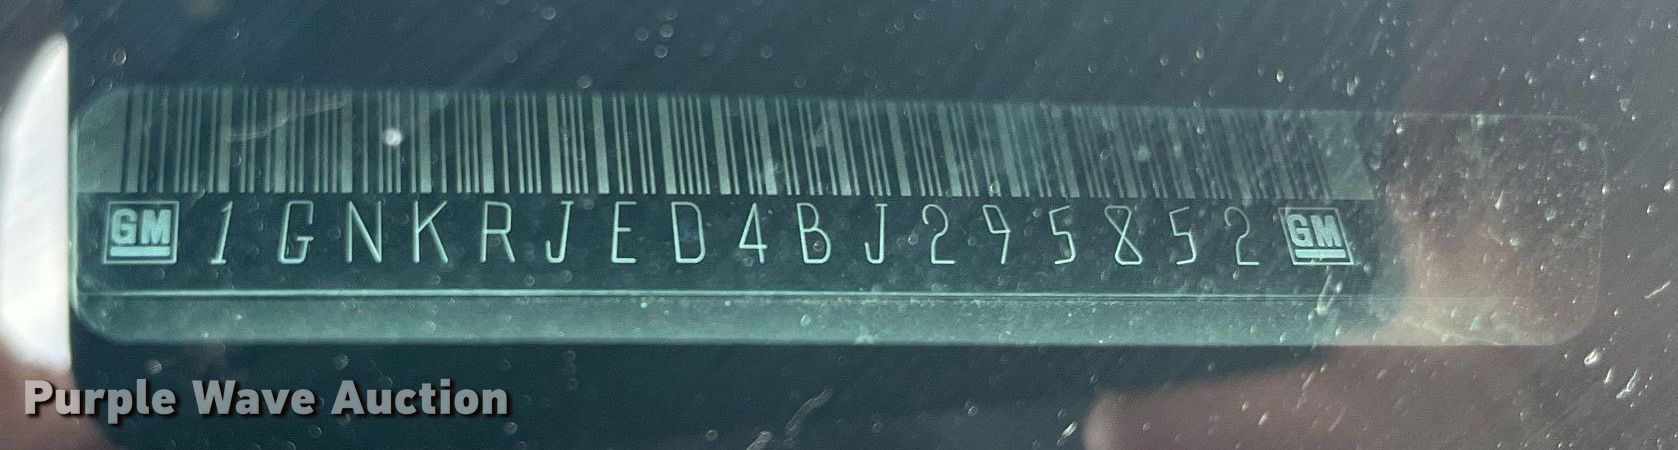 GM 1GNKRJED4BJ295852 GM
Purple Wave Auction